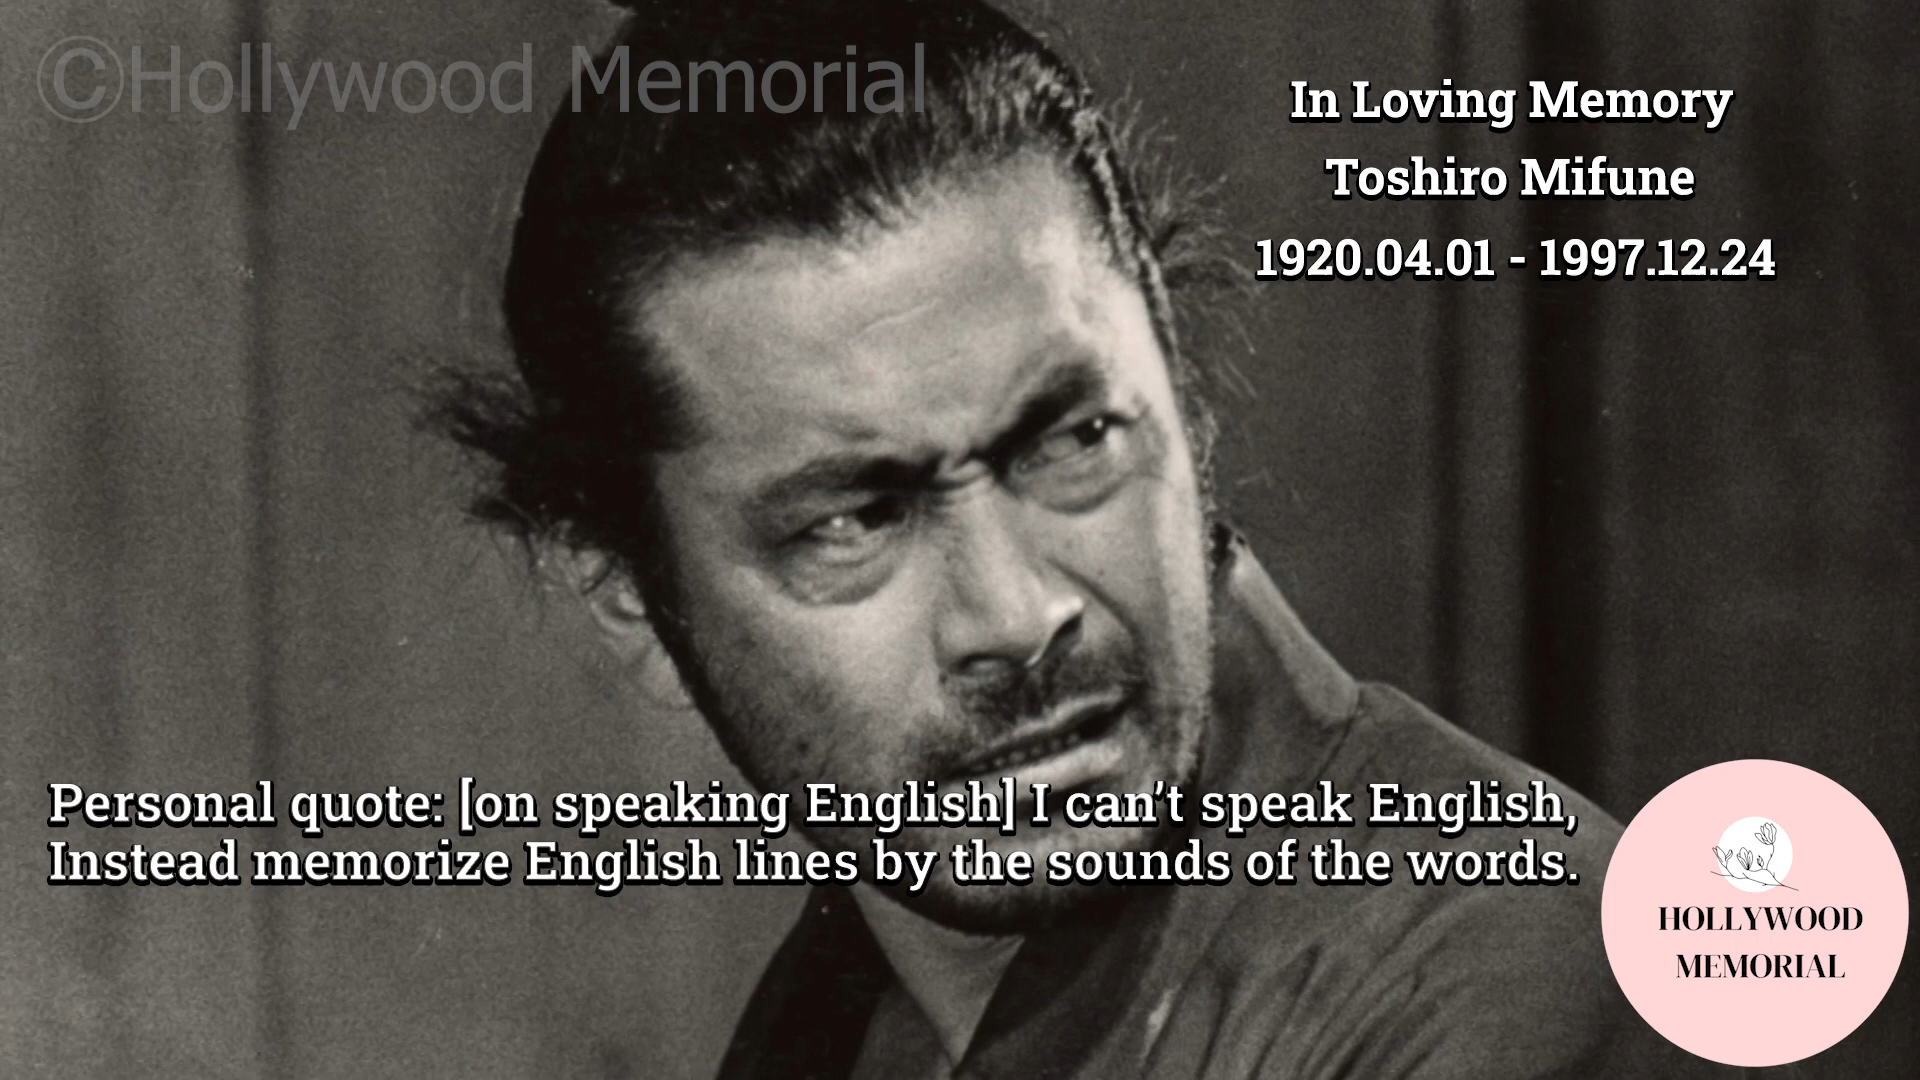 ©Hollywood Memorial
In Loving Memory
Toshiro Mifune
1920.04.01 - 1997.12.24
Personal quote: [on speaking English] I can't speak English,
Instead memorize English lines by the sounds of the words.
HOLLYWOOD
MEMORIAL